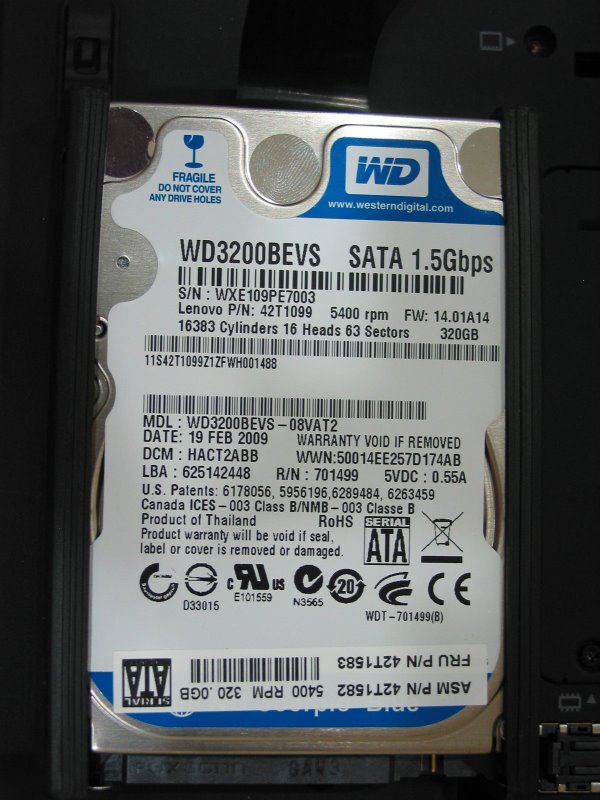 FRAGILE
DO NOT COVER
ANY DRIVE HOLES
WD
www.westerndigital.com
WD3200BEVS SATA 1.5Gbps
S/N : WXE109PE7003
Lenovo P/N: 42T1099 5400 rpm FW: 14.01A14
16383 Cylinders 16 Heads 63 Sectors 320GB
11S42T1099Z1ZFWH001488
MDL : WD3200BEVS-08VAT2
DATE: 19 FEB 2009 WARRANTY VOID IF REMOVED
DCM : HACT2ABB WWN:50014EE257D174AB
LBA : 625142448 R/N : 701499 5VDC : 0.55A
U.S. Patents: 6178056, 5956196,6289484, 6263459
Canada ICES - 003 Class B/NMB - 003 Classe B
Product of Thailand RoHS
Product warranty will be void if seal,
label or cover is removed or damaged.
SERIAL
ATA
c US
20
CE
D33015 E101559 N3565
WDT-701499(B)
ASM P/N 42T1582 FRU P/N 42T1583
5400 RPM 320.0GB
SERIAL
ATA
Scorpio Blue
FOXCONN